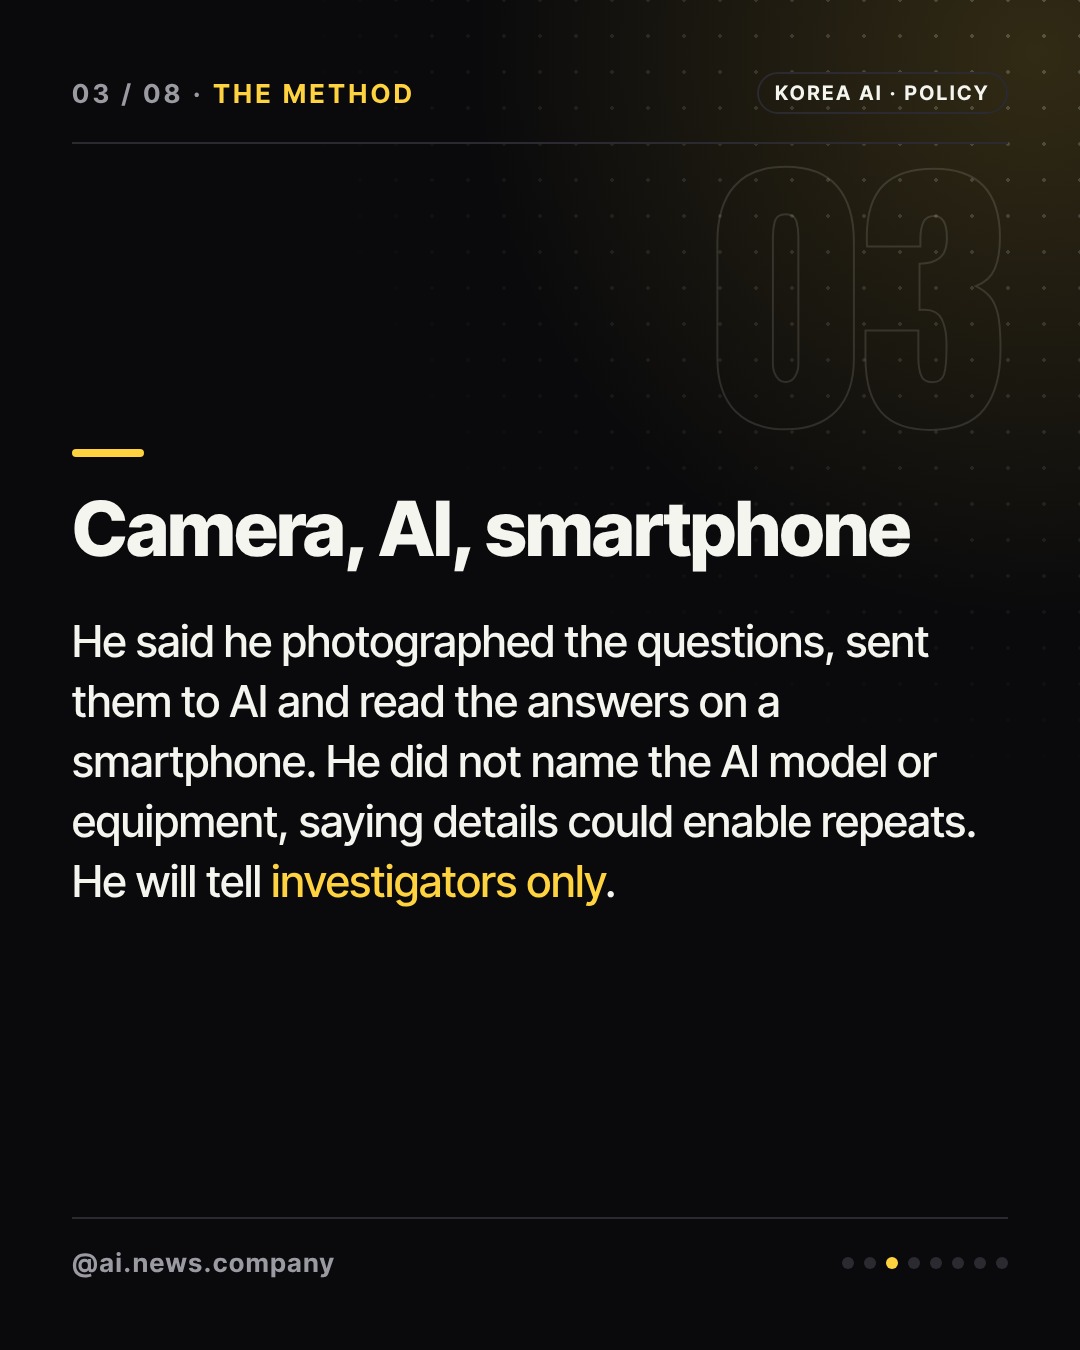 03 / 08 · THE METHOD
KOREA AI · POLICY
03
Camera, AI, smartphone
He said he photographed the questions, sent
them to AI and read the answers on a
smartphone. He did not name the AI model or
equipment, saying details could enable repeats.
He will tell investigators only.
@ai.news.company